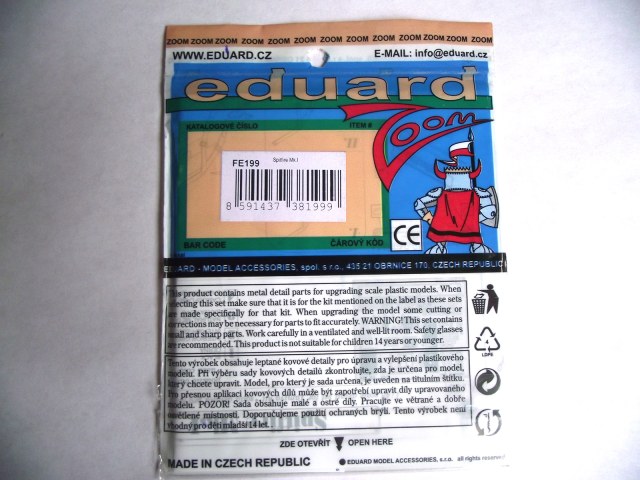 ZOOM ZOOM ZOOM ZOOM ZOOM ZOOM ZOOM ZOOM ZOOM ZOOM ZOOM ZOOM ZOOM
WWW.EDUARD.CZ E-MAIL: info@eduard.cz
eduard
Zoom
KATALOGOVÉ ČÍSLO ITEM #
FE199 Spitfire Mk.I
8 591437 381999
CE
BAR CODE ČÁROVÝ KÓD
EDUARD - MODEL ACCESSORIES, spol. s r.o., 435 21 OBRNICE 170, CZECH REPUBLIC
This product contains metal detail parts for upgrading scale plastic models. When
selecting this set make sure that it is for the kit mentioned on the label as these sets
are made specifically for that kit. When upgrading the model some cutting or
corrections may be necessary for parts to fit accurately. WARNING! This set contains
small and sharp parts. Work carefully in a ventilated and well-lit room. Safety glasses
are recommended. This product is not suitable for children 14 years or younger.
4
LDPE
Tento výrobek obsahuje leptané kovové detaily pro úpravu a vylepšení plastikového
modelu. Při výběru sady kovových detailů zkontrolujte, zda je určena pro model,
který chcete upravit. Model, pro který je sada určena, je uveden na titulním štítku.
Pro přesnou aplikaci kovových dílů může být zapotřebí upravit díly upravovaného
modelu. POZOR! Sada obsahuje malé a ostré díly. Pracujte ve větrané a dobře
osvětlené místnosti. Doporučujeme použití ochranných brýlí. Tento výrobek není
vhodný pro děti mladší 14 let.
ZDE OTEVŘÍT OPEN HERE
MADE IN CZECH REPUBLIC EDUARD MODEL ACCESSORIES, s.r.o. all rights reserved